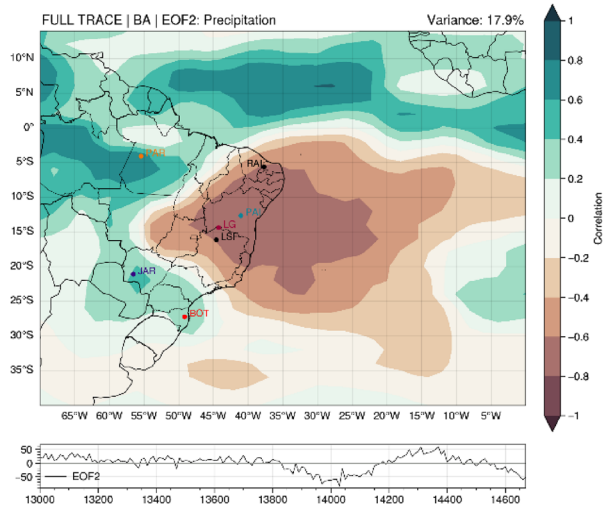 FULL TRACE | BA | EOF2: Precipitation
Variance: 17.9%
10°N
5°N
0°
5°S
10°S
15°S
20°S
25°S
30°S
35°S
PAR
RAL
PA
LG
LSF
JAR
BOT
65°W 60°W 55°W 50°W 45°W 40°W 35°W 30°W 25°W 20°W 15°W 10°W 5°W
1
0.8
0.6
0.4
0.2
0
−0.2
−0.4
−0.6
−0.8
−1
Correlation
50
0
−50
EOF2
13000 13200 13400 13600 13800 14000 14200 14400 14600